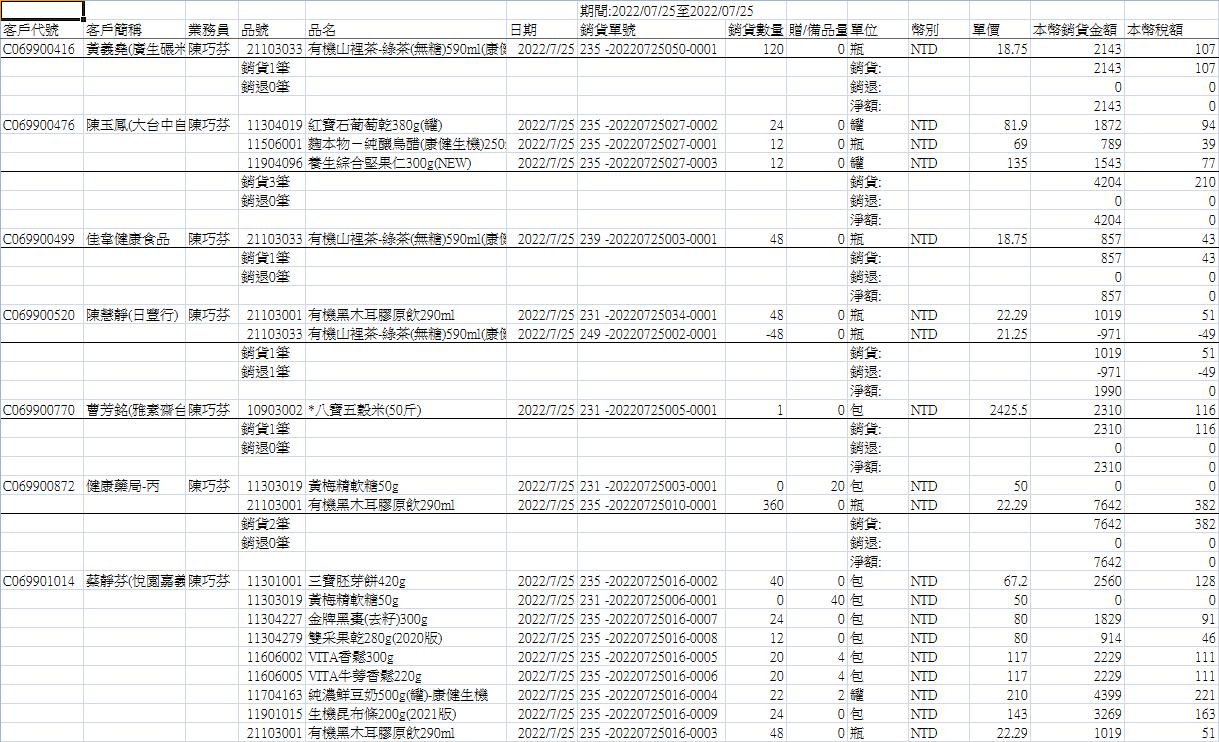 期間:2022/07/25至2022/07/25
客戶代號 客戶簡稱 業務員 品號 品名 日期 銷貨單號 銷貨數量 贈/備品量 單位 幣別 單價 本幣銷貨金額 本幣稅額
C069900416 黃義堯(廣生碾米 陳巧芬 21103033 有機山裡茶-綠茶(無糖)590ml(康健 2022/7/25 235 -20220725050-0001 120 0 瓶 NTD 18.75 2143 107
銷貨1筆 銷貨: 2143 107
銷退0筆 銷退: 0 0
淨額: 2143 0
C069900476 陳玉鳳(大台中自 陳巧芬 11304019 紅寶石葡萄乾380g(罐) 2022/7/25 235 -20220725027-0002 24 0 罐 NTD 81.9 1872 94
11506001 麴本物－純釀烏醋(康健生機)250 2022/7/25 235 -20220725027-0001 12 0 瓶 NTD 69 789 39
11904096 養生綜合堅果仁300g(NEW) 2022/7/25 235 -20220725027-0003 12 0 罐 NTD 135 1543 77
銷貨3筆 銷貨: 4204 210
銷退0筆 銷退: 0 0
淨額: 4204 0
C069900499 佳韋健康食品 陳巧芬 21103033 有機山裡茶-綠茶(無糖)590ml(康健 2022/7/25 239 -20220725003-0001 48 0 瓶 NTD 18.75 857 43
銷貨1筆 銷貨: 857 43
銷退0筆 銷退: 0 0
淨額: 857 0
C069900520 陳慧靜(日豐行) 陳巧芬 21103001 有機黑木耳膠原飲290ml 2022/7/25 231 -20220725034-0001 48 0 瓶 NTD 22.29 1019 51
21103033 有機山裡茶-綠茶(無糖)590ml(康健 2022/7/25 249 -20220725002-0001 -48 0 瓶 NTD 21.25 -971 -49
銷貨1筆 銷貨: 1019 51
銷退1筆 銷退: -971 -49
淨額: 1990 0
C069900770 曹芳銘(雅素齋台 陳巧芬 10903002 *八寶五穀米(50斤) 2022/7/25 231 -20220725005-0001 1 0 包 NTD 2425.5 2310 116
銷貨1筆 銷貨: 2310 116
銷退0筆 銷退: 0 0
淨額: 2310 0
C069900872 健康藥局-丙 陳巧芬 11303019 黃梅精軟糖50g 2022/7/25 231 -20220725003-0001 0 20 包 NTD 50 0 0
21103001 有機黑木耳膠原飲290ml 2022/7/25 235 -20220725010-0001 360 0 瓶 NTD 22.29 7642 382
銷貨2筆 銷貨: 7642 382
銷退0筆 銷退: 0 0
淨額: 7642 0
C069901014 蔡靜芬(悅園嘉義 陳巧芬 11301001 三寶胚芽餅420g 2022/7/25 235 -20220725016-0002 40 0 包 NTD 67.2 2560 128
11303019 黃梅精軟糖50g 2022/7/25 231 -20220725006-0001 0 40 包 NTD 50 0 0
11304227 金牌黑棗(去籽)300g 2022/7/25 235 -20220725016-0007 24 0 包 NTD 80 1829 91
11304279 雙采果乾280g(2020版) 2022/7/25 235 -20220725016-0008 12 0 包 NTD 80 914 46
11606002 VITA香鬆300g 2022/7/25 235 -20220725016-0005 20 4 包 NTD 117 2229 111
11606005 VITA牛蒡香鬆220g 2022/7/25 235 -20220725016-0006 20 4 包 NTD 117 2229 111
11704163 純濃鮮豆奶500g(罐)-康健生機 2022/7/25 235 -20220725016-0004 22 2 罐 NTD 210 4399 221
11901015 生機昆布條200g(2021版) 2022/7/25 235 -20220725016-0009 24 0 包 NTD 143 3269 163
21103001 有機黑木耳膠原飲290ml 2022/7/25 235 -20220725016-0003 48 0 瓶 NTD 22.29 1019 51